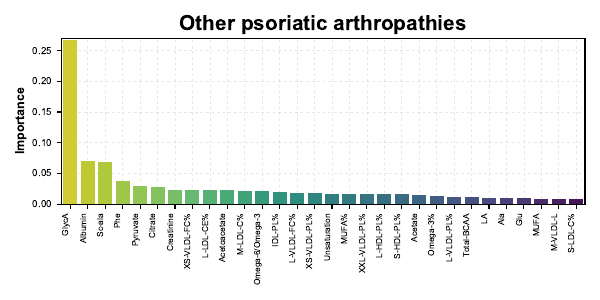 Other psoriatic arthropathies
Importance
0.25
0.20
0.15
0.10
0.05
0.00
GlycA
Albumin
Scala
Phe
Pyruvate
Citrate
Creatinine
XS-VLDL-FC%
L-LDL-CE%
Acetoacetate
M-LDL-C%
Omega-6/Omega-3
IDL-PL%
L-VLDL-FC%
XS-VLDL-PL%
Unsaturation
MUFA%
XXL-VLDL-PL%
L-HDL-PL%
S-HDL-PL%
Acetate
Omega-3%
L-VLDL-PL%
Total-BCAA
LA
Ala
Glu
MUFA
M-VLDL-L
S-LDL-C%